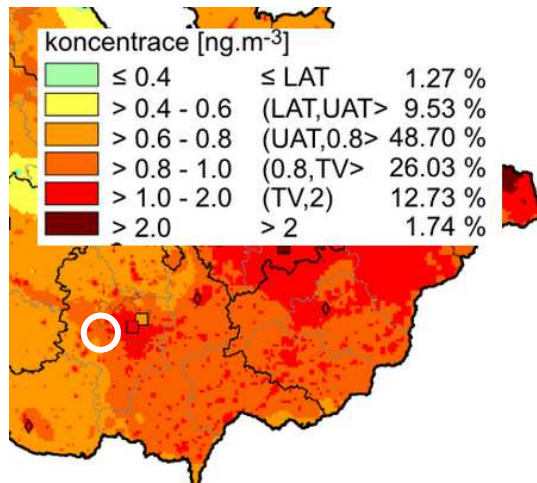 koncentrace [ng.m-3]
≤ 0.4 ≤ LAT 1.27 %
> 0.4 - 0.6 (LAT,UAT> 9.53 %
> 0.6 - 0.8 (UAT,0.8> 48.70 %
> 0.8 - 1.0 (0.8,TV> 26.03 %
> 1.0 - 2.0 (TV,2) 12.73 %
> 2.0 > 2 1.74 %